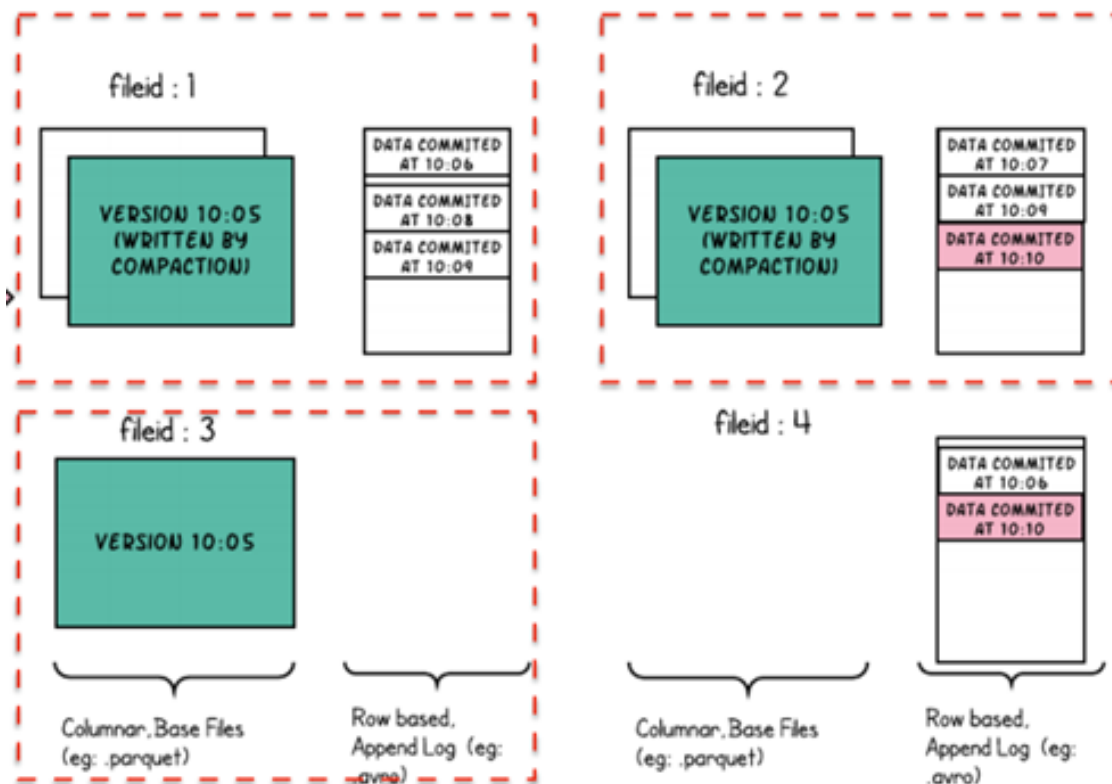 fileid : 1
VERSION 10:05
(WRITTEN BY
COMPACTION)
DATA COMMITED
AT 10:06
DATA COMMITED
AT 10:08
DATA COMMITED
AT 10:09
fileid : 2
VERSION 10:05
(WRITTEN BY
COMPACTION)
DATA COMMITED
AT 10:07
DATA COMMITED
AT 10:09
DATA COMMITED
AT 10:10
fileid : 3
VERSION 10:05
fileid : 4
DATA COMMITED
AT 10:06
DATA COMMITED
AT 10:10
Columnar, Base Files
(eg: .parquet)
Row based,
Append Log (eg:
.avro)
Columnar, Base Files
(eg: .parquet)
Row based,
Append Log (eg:
.avro)